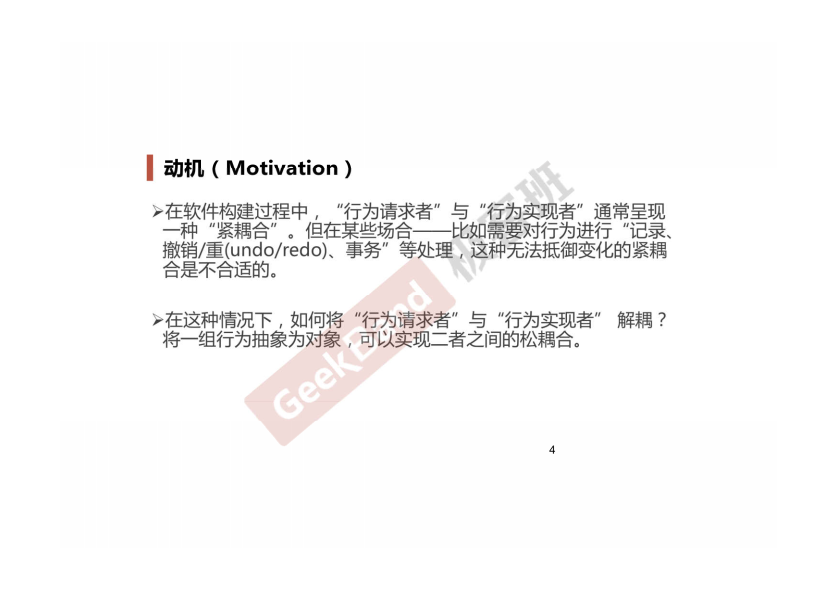 动机（Motivation）
➢在软件构建过程中，“行为请求者”与“行为实现者”通常呈现
一种“紧耦合”。但在某些场合——比如需要对行为进行“记录、
撤销/重(undo/redo)、事务”等处理，这种无法抵御变化的紧耦
合是不合适的。
➢在这种情况下，如何将“行为请求者”与“行为实现者” 解耦？
将一组行为抽象为对象，可以实现二者之间的松耦合。
GeekBand 极客班
4